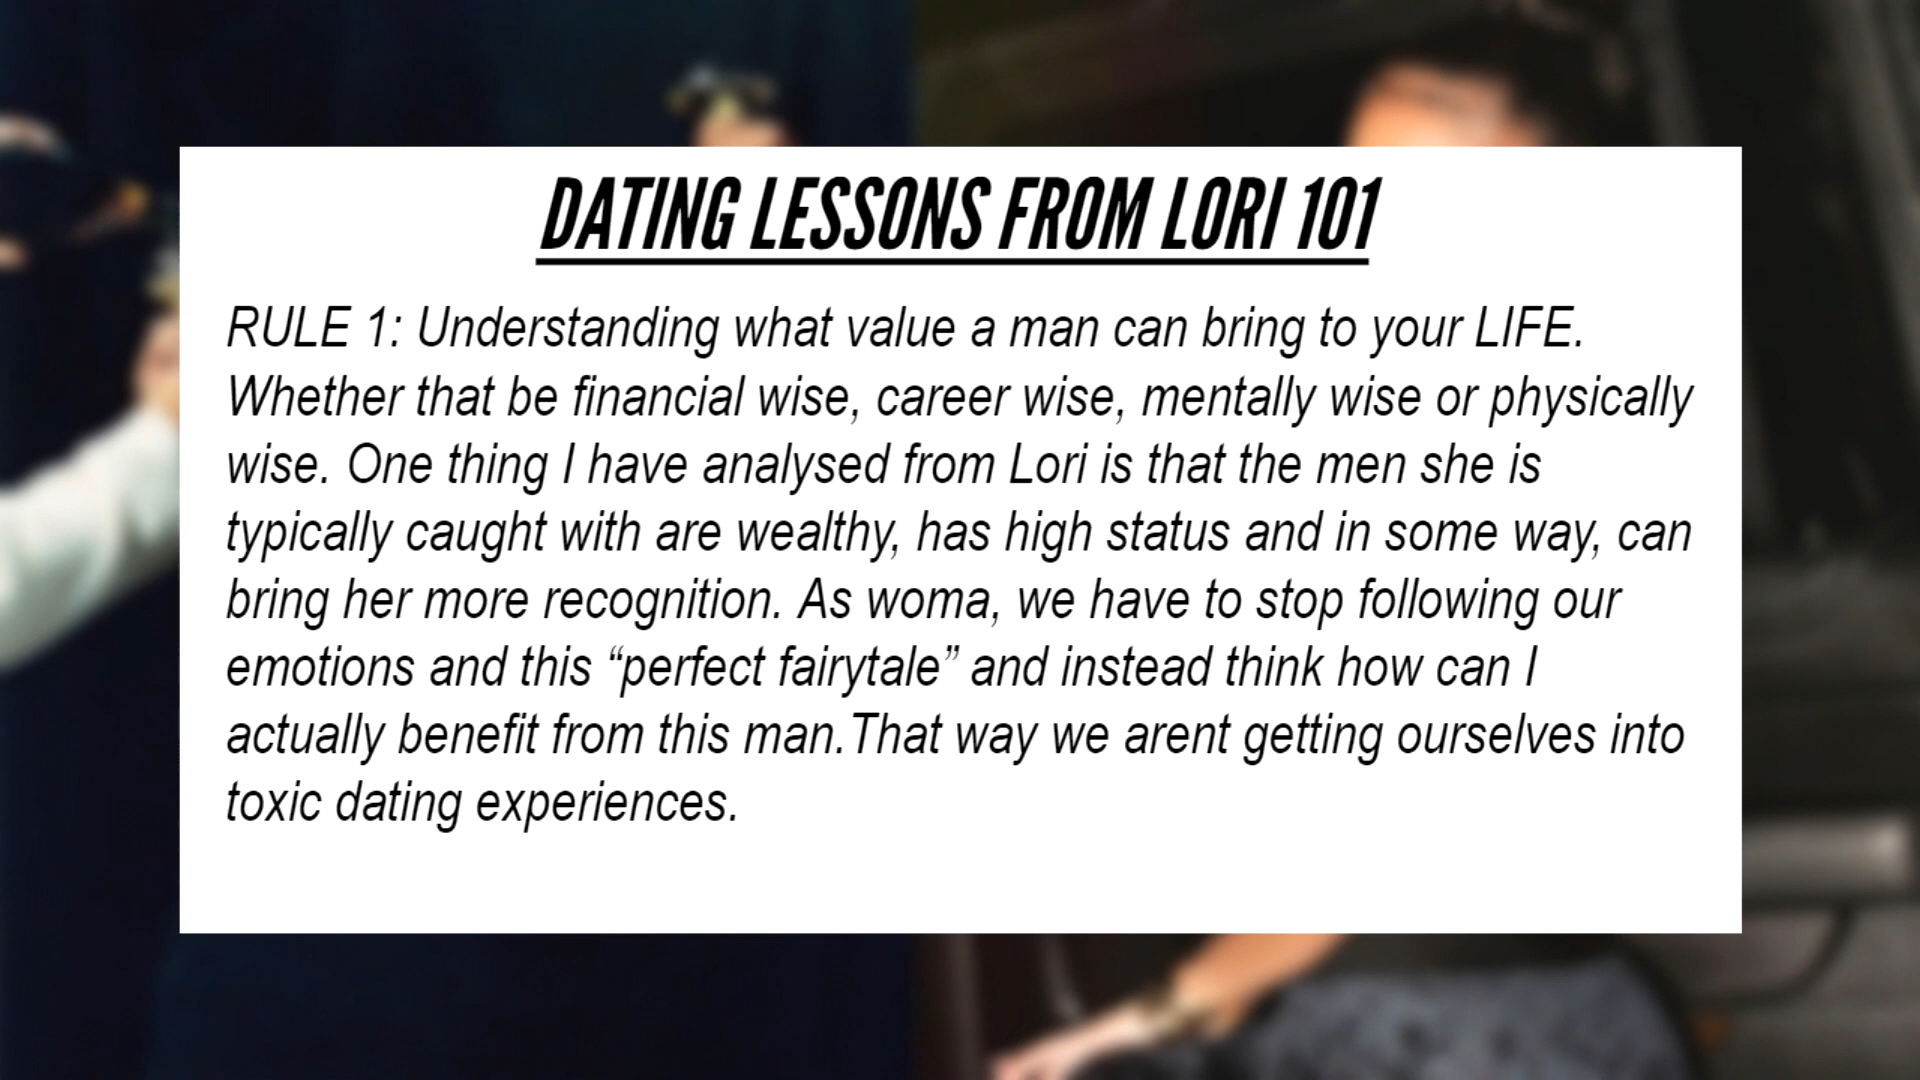 DATING LESSONS FROM LORI 101
RULE 1: Understanding what value a man can bring to your LIFE.
Whether that be financial wise, career wise, mentally wise or physically
wise. One thing I have analysed from Lori is that the men she is
typically caught with are wealthy, has high status and in some way, can
bring her more recognition. As woma, we have to stop following our
emotions and this “perfect fairytale” and instead think how can I
actually benefit from this man.That way we arent getting ourselves into
toxic dating experiences.